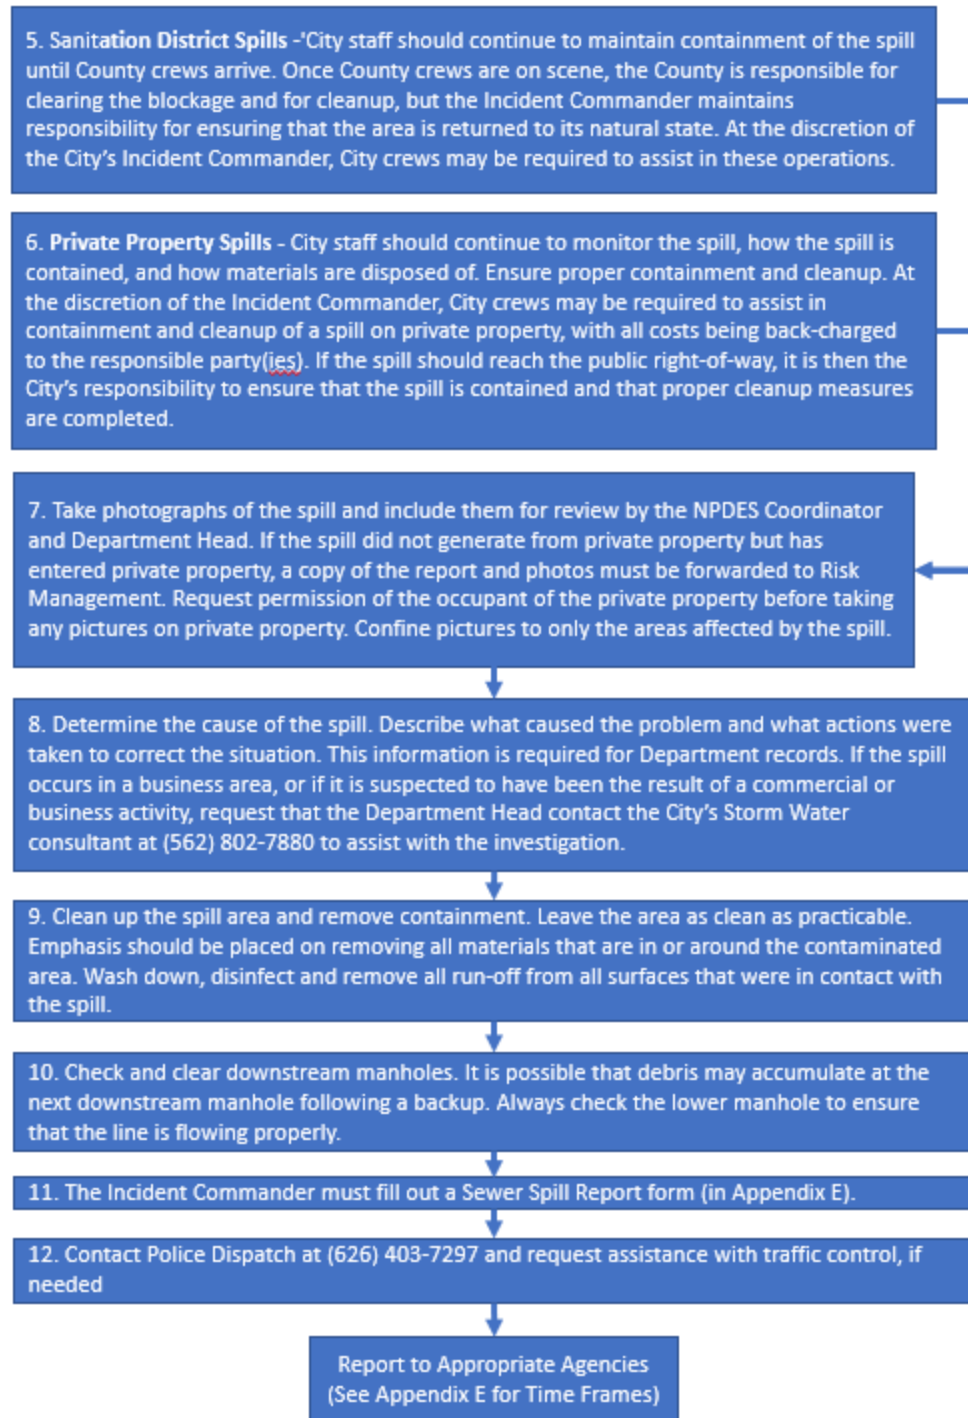 5. Sanitation District Spills -'City staff should continue to maintain containment of the spill
until County crews arrive. Once County crews are on scene, the County is responsible for
clearing the blockage and for cleanup, but the Incident Commander maintains
responsibility for ensuring that the area is returned to its natural state. At the discretion of
the City's Incident Commander, City crews may be required to assist in these operations.
6. Private Property Spills - City staff should continue to monitor the spill, how the spill is
contained, and how materials are disposed of. Ensure proper containment and cleanup. At
the discretion of the Incident Commander, City crews may be required to assist in
containment and cleanup of a spill on private property, with all costs being back-charged
to the responsible party(ies). If the spill should reach the public right-of-way, it is then the
City's responsibility to ensure that the spill is contained and that proper cleanup measures
are completed.
7. Take photographs of the spill and include them for review by the NPDES Coordinator
and Department Head. If the spill did not generate from private property but has
entered private property, a copy of the report and photos must be forwarded to Risk
Management. Request permission of the occupant of the private property before taking
any pictures on private property. Confine pictures to only the areas affected by the spill.
8. Determine the cause of the spill. Describe what caused the problem and what actions were
taken to correct the situation. This information is required for Department records. If the spill
occurs in a business area, or if it is suspected to have been the result of a commercial or
business activity, request that the Department Head contact the City's Storm Water
consultant at (562) 802-7880 to assist with the investigation.
9. Clean up the spill area and remove containment. Leave the area as clean as practicable.
Emphasis should be placed on removing all materials that are in or around the contaminated
area. Wash down, disinfect and remove all run-off from all surfaces that were in contact with
the spill.
10. Check and clear downstream manholes. It is possible that debris may accumulate at the
next downstream manhole following a backup. Always check the lower manhole to ensure
that the line is flowing properly.
11. The Incident Commander must fill out a Sewer Spill Report form (in Appendix E).
12. Contact Police Dispatch at (626) 403-7297 and request assistance with traffic control, if
needed
Report to Appropriate Agencies
(See Appendix E for Time Frames)